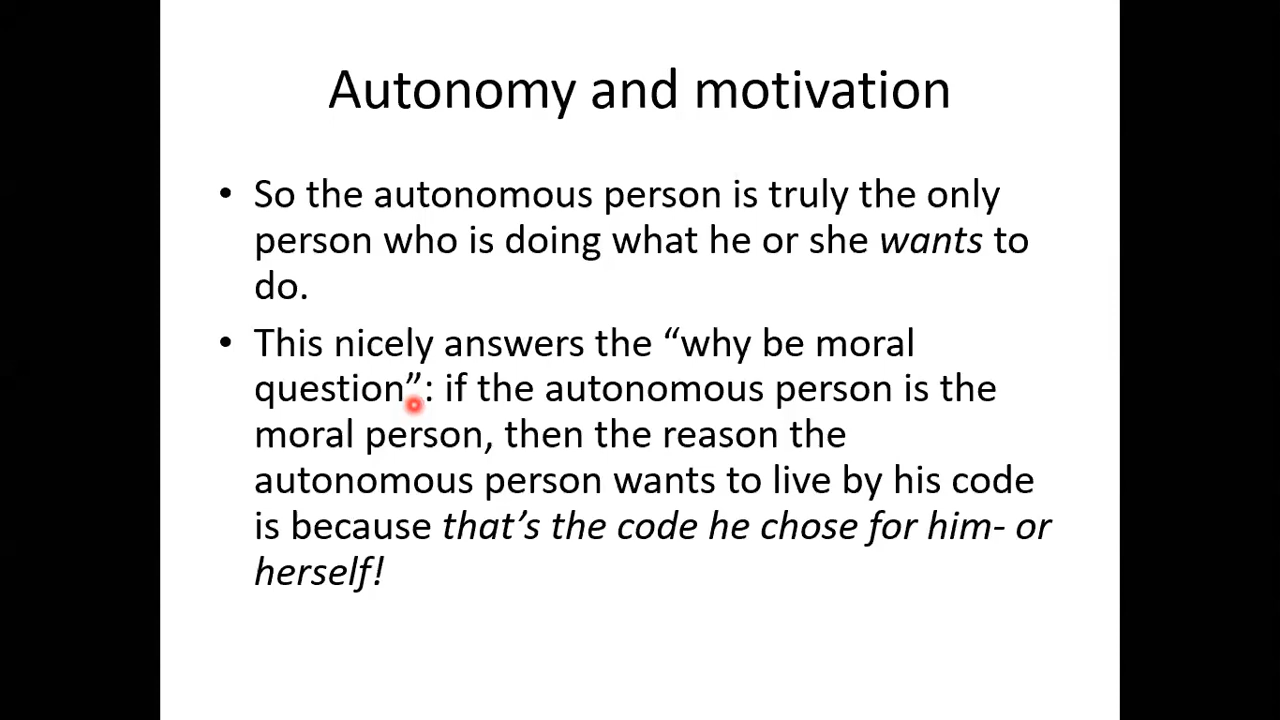 Autonomy and motivation
• So the autonomous person is truly the only
person who is doing what he or she wants to
do.
• This nicely answers the “why be moral
question”: if the autonomous person is the
moral person, then the reason the
autonomous person wants to live by his code
is because that’s the code he chose for him- or
herself!